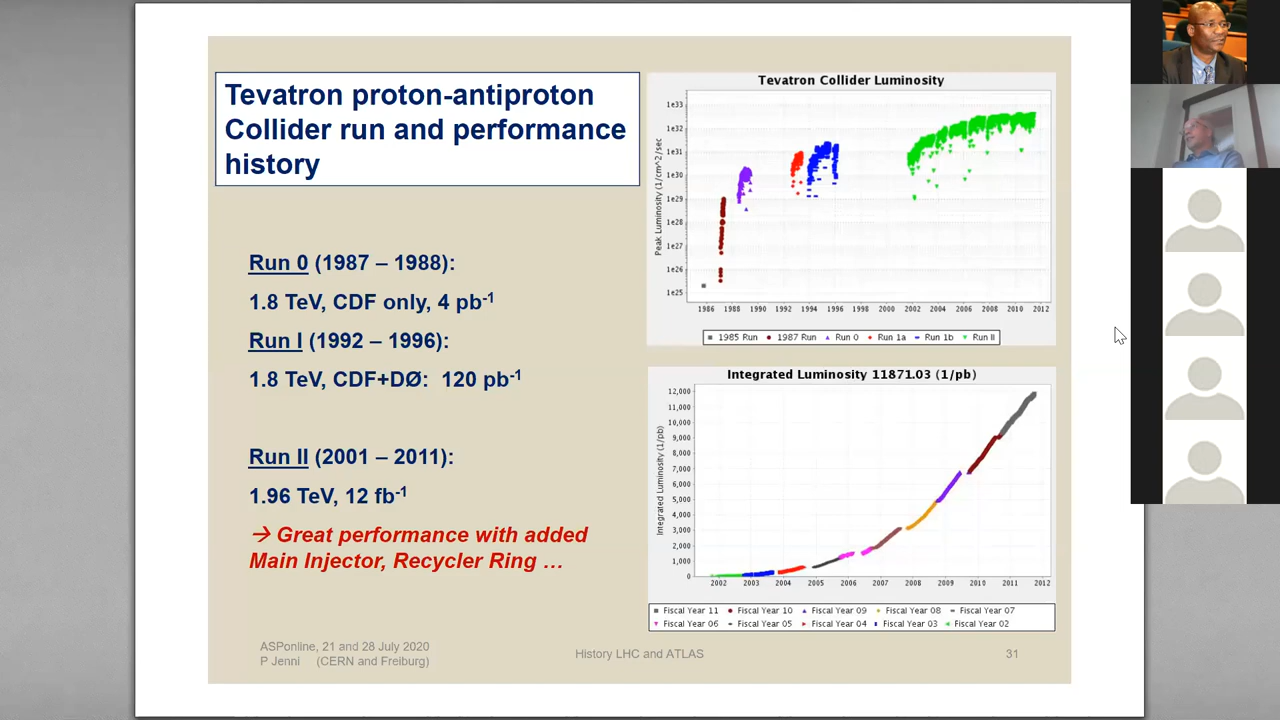 Tevatron proton-antiproton
Collider run and performance
history
Run 0 (1987 – 1988):
1.8 TeV, CDF only, 4 pb-1
Run I (1992 – 1996):
1.8 TeV, CDF+DØ: 120 pb-1
Run II (2001 – 2011):
1.96 TeV, 12 fb-1
→ Great performance with added
Main Injector, Recycler Ring …
Tevatron Collider Luminosity
Peak Luminosity (1/cm^2/sec
1e33
1e32
1e31
1e30
1e29
1e28
1e27
1e26
1e25
1986 1988 1990 1992 1994 1996 1998 2000 2002 2004 2006 2008 2010 2012
1985 Run 1987 Run Run 0 Run 1a Run 1b Run II
Integrated Luminosity 11871.03 (1/pb)
Integrated Luminosity (1/pb)
12,000
11,000
10,000
9,000
8,000
7,000
6,000
5,000
4,000
3,000
2,000
1,000
0
2002 2003 2004 2005 2006 2007 2008 2009 2010 2011 2012
Fiscal Year 11 Fiscal Year 10 Fiscal Year 09 Fiscal Year 08 Fiscal Year 07
Fiscal Year 06 Fiscal Year 05 Fiscal Year 04 Fiscal Year 03 Fiscal Year 02
ASPonline, 21 and 28 July 2020
P Jenni (CERN and Freiburg)
History LHC and ATLAS
31